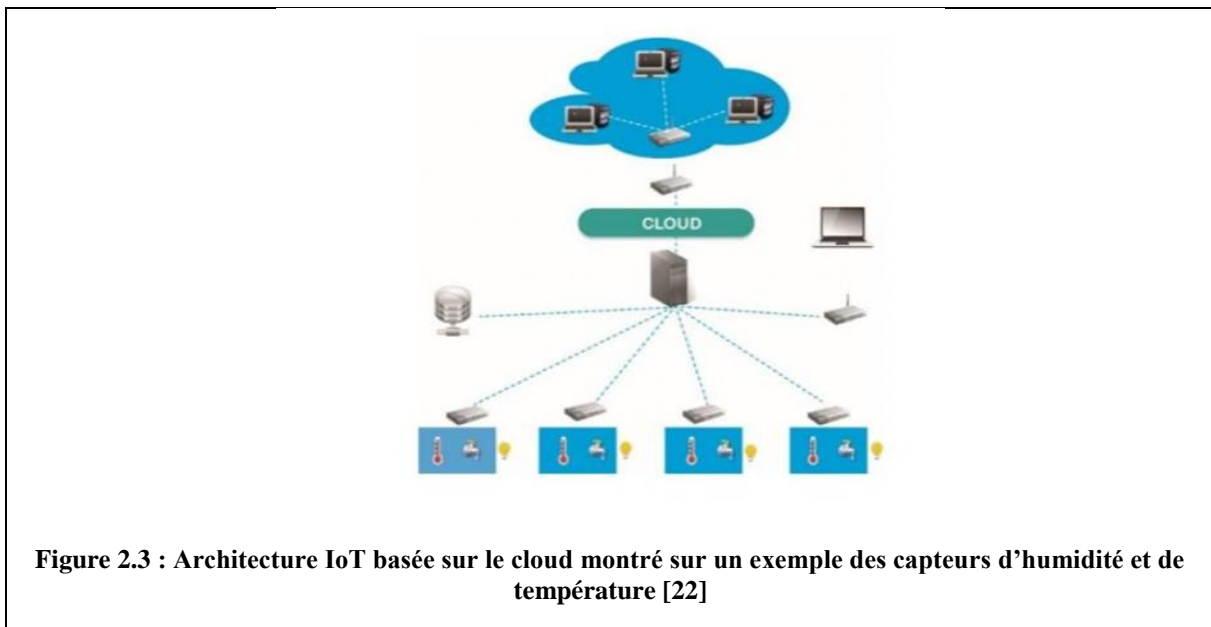 CLOUD
Figure 2.3 : Architecture IoT basée sur le cloud montré sur un exemple des capteurs d’humidité et de
température [22]